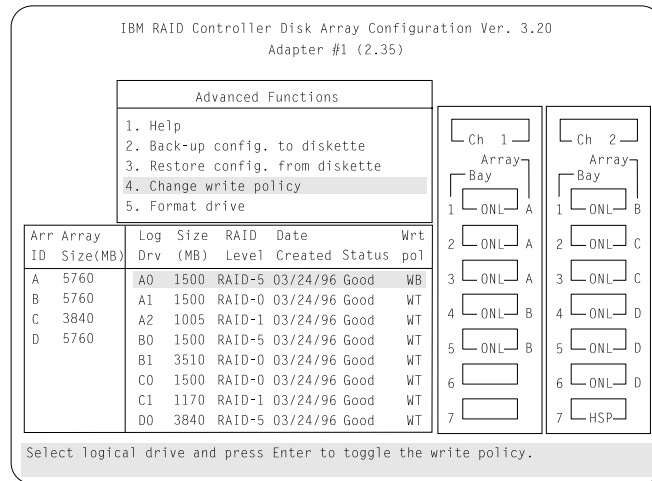 IBM RAID Controller Disk Array Configuration Ver. 3.20
Adapter #1 (2.35)
Advanced Functions
1. Help
2. Back-up config. to diskette
3. Restore config. from diskette
4. Change write policy
5. Format drive
Arr Array Log Size RAID Date Wrt
ID Size(MB) Drv (MB) Level Created Status pol
A 5760 A0 1500 RAID-5 03/24/96 Good WB
B 5760 A1 1500 RAID-0 03/24/96 Good WT
C 3840 A2 1005 RAID-1 03/24/96 Good WT
D 5760 B0 1500 RAID-5 03/24/96 Good WT
B1 3510 RAID-0 03/24/96 Good WT
C0 1500 RAID-0 03/24/96 Good WT
C1 1170 RAID-1 03/24/96 Good WT
D0 3840 RAID-5 03/24/96 Good WT
Ch 1
Array
Bay
1 ONL A
2 ONL A
3 ONL A
4 ONL B
5 ONL B
6
7
Ch 2
Array
Bay
1 ONL B
2 ONL C
3 ONL C
4 ONL D
5 ONL D
6 ONL D
7 HSP
Select logical drive and press Enter to toggle the write policy.